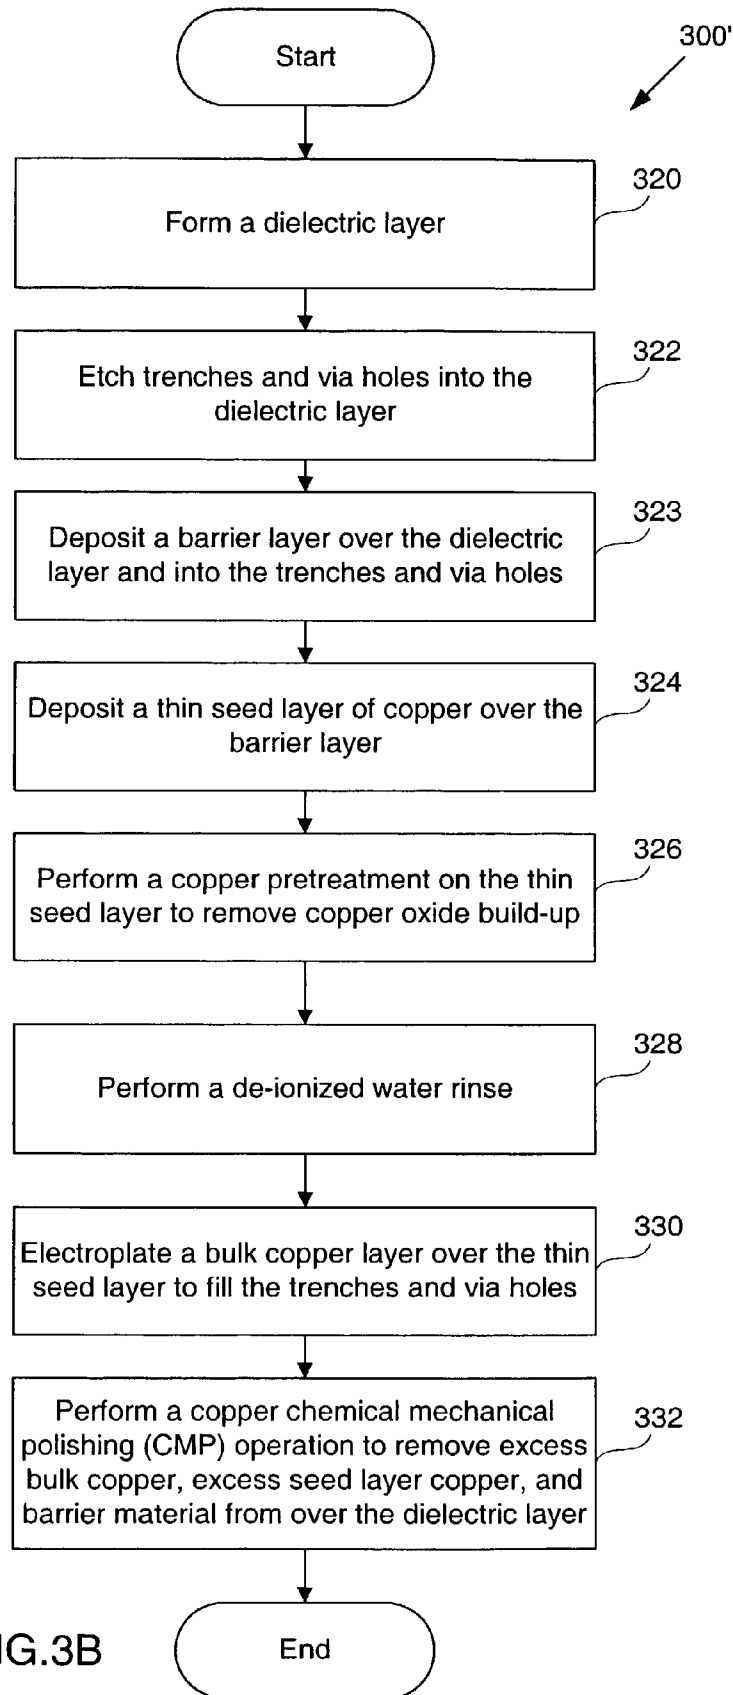 Start
300'
Form a dielectric layer
320
Etch trenches and via holes into the
dielectric layer
322
Deposit a barrier layer over the dielectric
layer and into the trenches and via holes
323
Deposit a thin seed layer of copper over the
barrier layer
324
Perform a copper pretreatment on the thin
seed layer to remove copper oxide build-up
326
Perform a de-ionized water rinse
328
Electroplate a bulk copper layer over the thin
seed layer to fill the trenches and via holes
330
Perform a copper chemical mechanical
polishing (CMP) operation to remove excess
bulk copper, excess seed layer copper, and
barrier material from over the dielectric layer
332
End
IG.3B